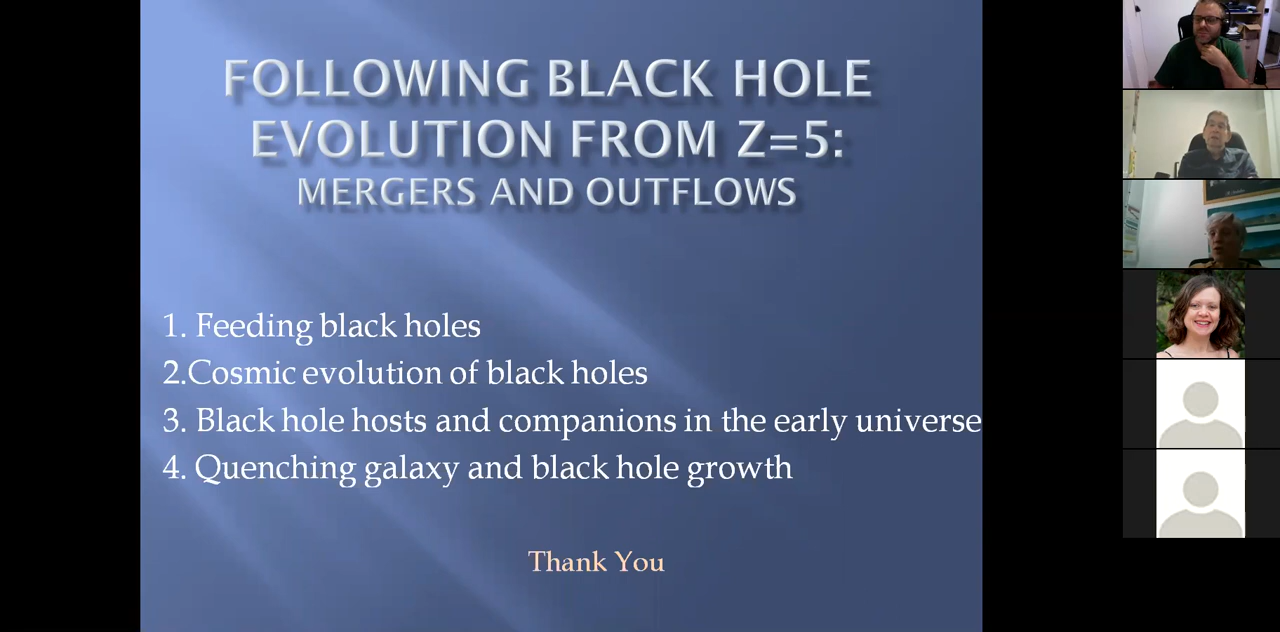 FOLLOWING BLACK HOLE
EVOLUTION FROM Z=5:
MERGERS AND OUTFLOWS
1. Feeding black holes
2.Cosmic evolution of black holes
3. Black hole hosts and companions in the early universe
4. Quenching galaxy and black hole growth
Thank You